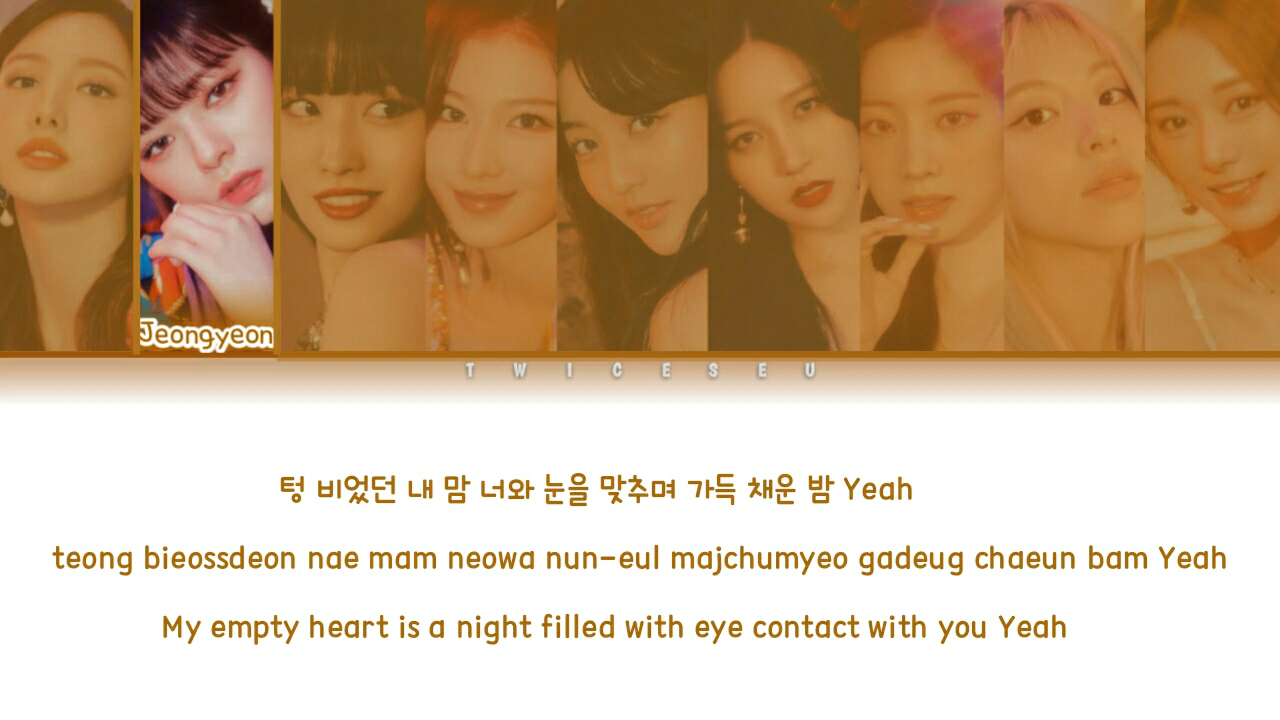 Jeongyeon
T W I C E S E U
텅 비었던 내 맘 너와 눈을 맞추며 가득 채운 밤 Yeah
teong bieossdeon nae mam neowa nun-eul majchumyeo gadeug chaeun bam Yeah
My empty heart is a night filled with eye contact with you Yeah